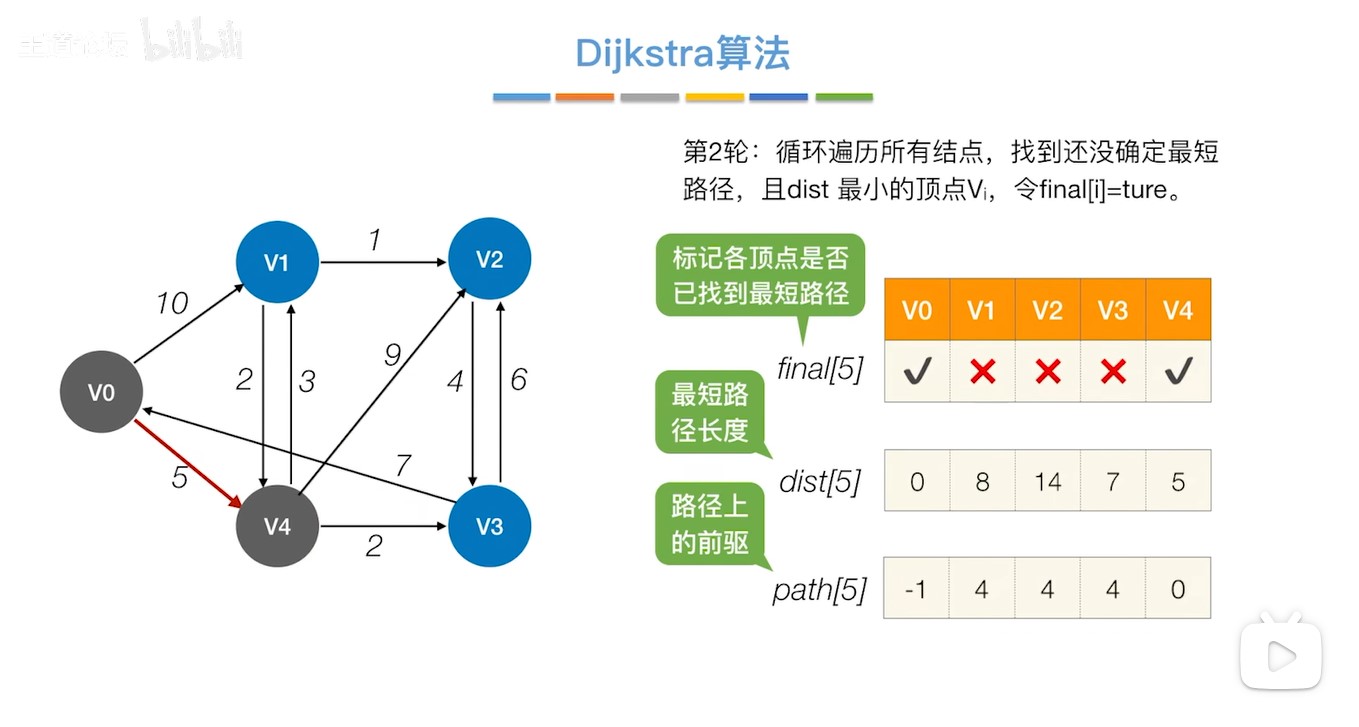 王道论坛 bilibili
Dijkstra算法
第2轮：循环遍历所有结点，找到还没确定最短
路径，且dist 最小的顶点Vᵢ，令final[i]=ture。
标记各顶点是否
已找到最短路径
V0 V1 V2 V3 V4
final[5] ✔ ✖ ✖ ✖ ✔
最短路
径长度
dist[5] 0 8 14 7 5
路径上
的前驱
path[5] -1 4 4 4 0
V1 1 V2
10
2 3 9 4 6
V0
5 7
V4 2 V3